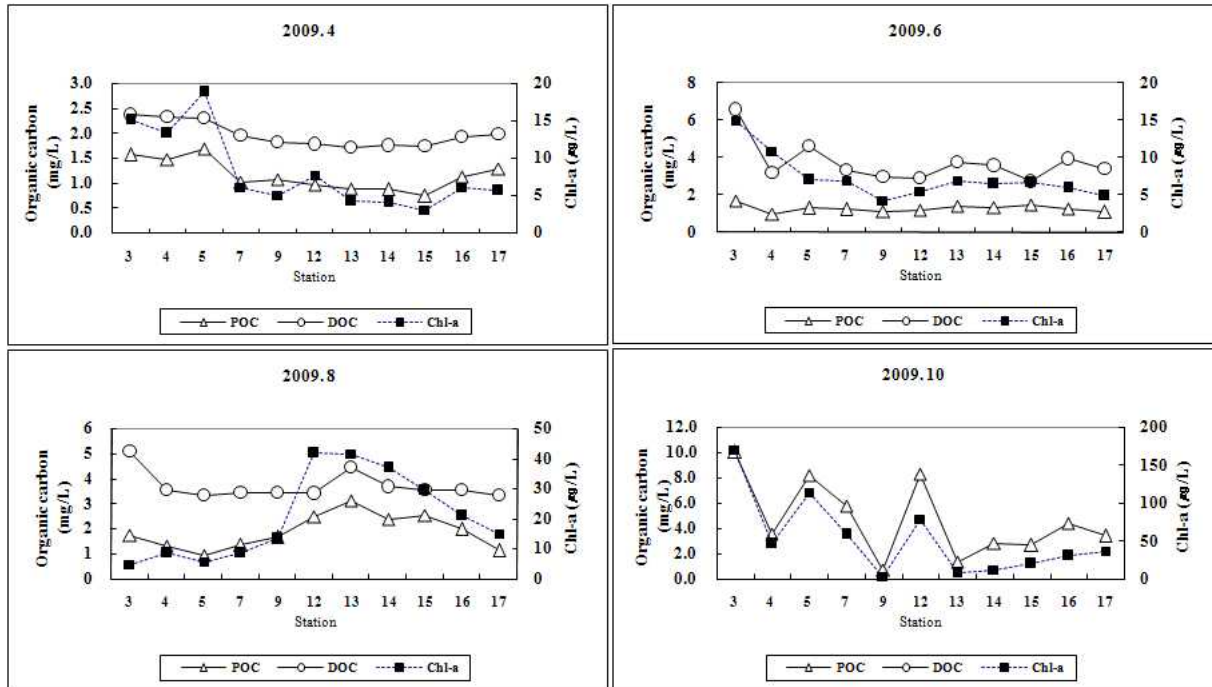 2009.4
Organic carbon
(mg/L)
3.0
2.5
2.0
1.5
1.0
0.5
0.0
20
15
10
5
0
Chl-a (㎍/L)
3 4 5 7 9 12 13 14 15 16 17
Station
POC DOC Chl-a
2009.6
Organic carbon
(mg/L)
8
6
4
2
0
20
15
10
5
0
Chl-a (㎍/L)
3 4 5 7 9 12 13 14 15 16 17
Station
POC DOC Chl-a
2009.8
Organic carbon
(mg/L)
6
5
4
3
2
1
0
50
40
30
20
10
0
Chl-a (㎍/L)
3 4 5 7 9 12 13 14 15 16 17
Station
POC DOC Chl-a
2009.10
Organic carbon
(mg/L)
12.0
10.0
8.0
6.0
4.0
2.0
0.0
200
150
100
50
0
Chl-a (㎍/L)
3 4 5 7 9 12 13 14 15 16 17
Station
POC DOC Chl-a